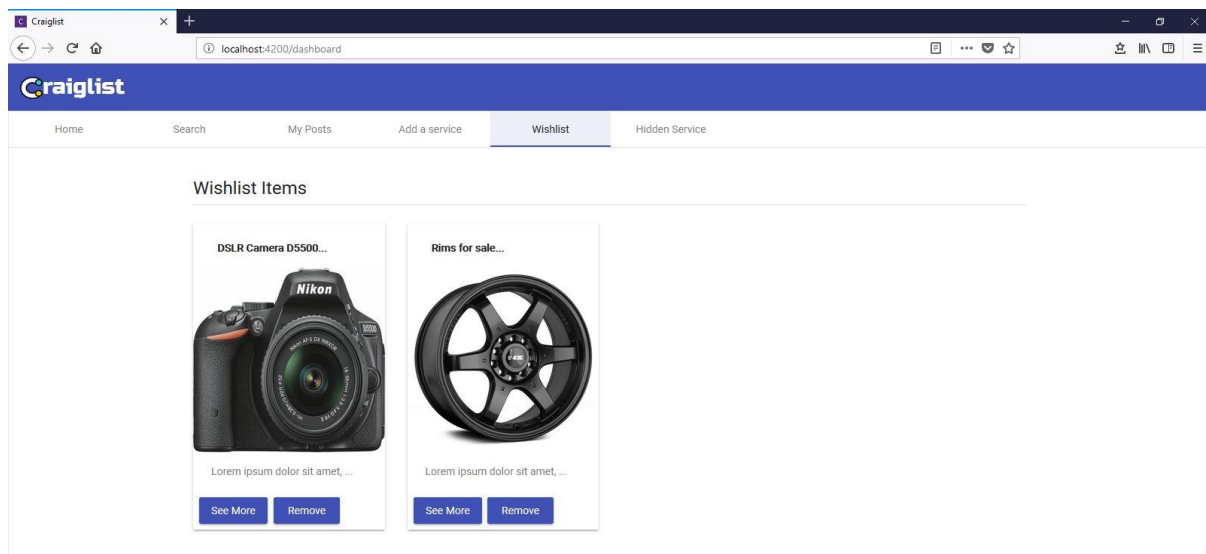 Craiglist
localhost:4200/dashboard
Craiglist
Home Search My Posts Add a service Wishlist Hidden Service
Wishlist Items
DSLR Camera D5500... Rims for sale...
Nikon
D5500
Lorem ipsum dolor sit amet, ... Lorem ipsum dolor sit amet, ...
See More Remove See More Remove